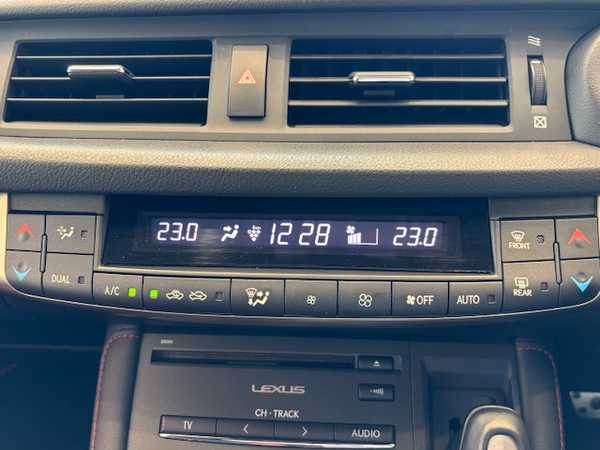 23.0 12 28 23.0
FRONT
DUAL
REAR
A/C OFF AUTO
LEXUS
CH · TRACK
TV < > AUDIO